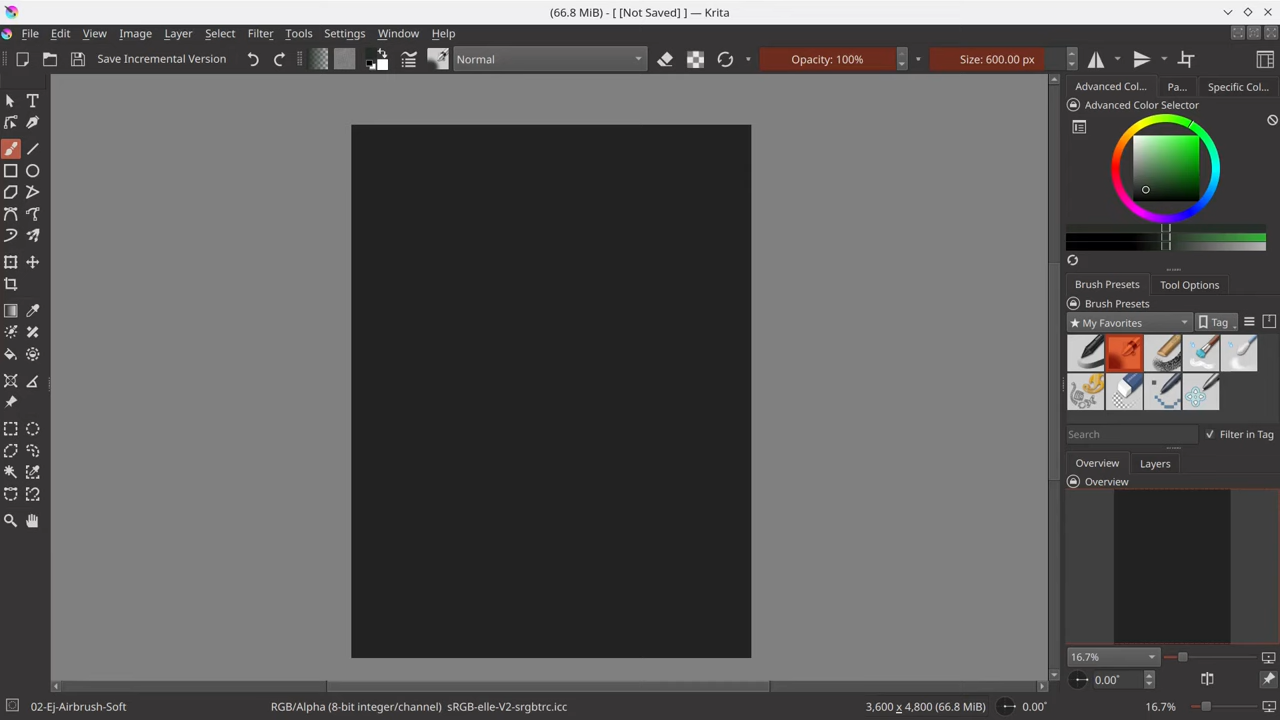 (66.8 MiB) - [ [Not Saved] ] — Krita
File Edit View Image Layer Select Filter Tools Settings Window Help
Save Incremental Version
Normal
Opacity: 100%
Size: 600.00 px
Advanced Col... Pa... Specific Col...
Advanced Color Selector
Brush Presets Tool Options
Brush Presets
★ My Favorites
Tag
Search
Filter in Tag
Overview Layers
Overview
16.7%
0.00°
02-Ej-Airbrush-Soft
RGB/Alpha (8-bit integer/channel) sRGB-elle-V2-srgbtrc.icc
3,600 x 4,800 (66.8 MiB)
0.00°
16.7%